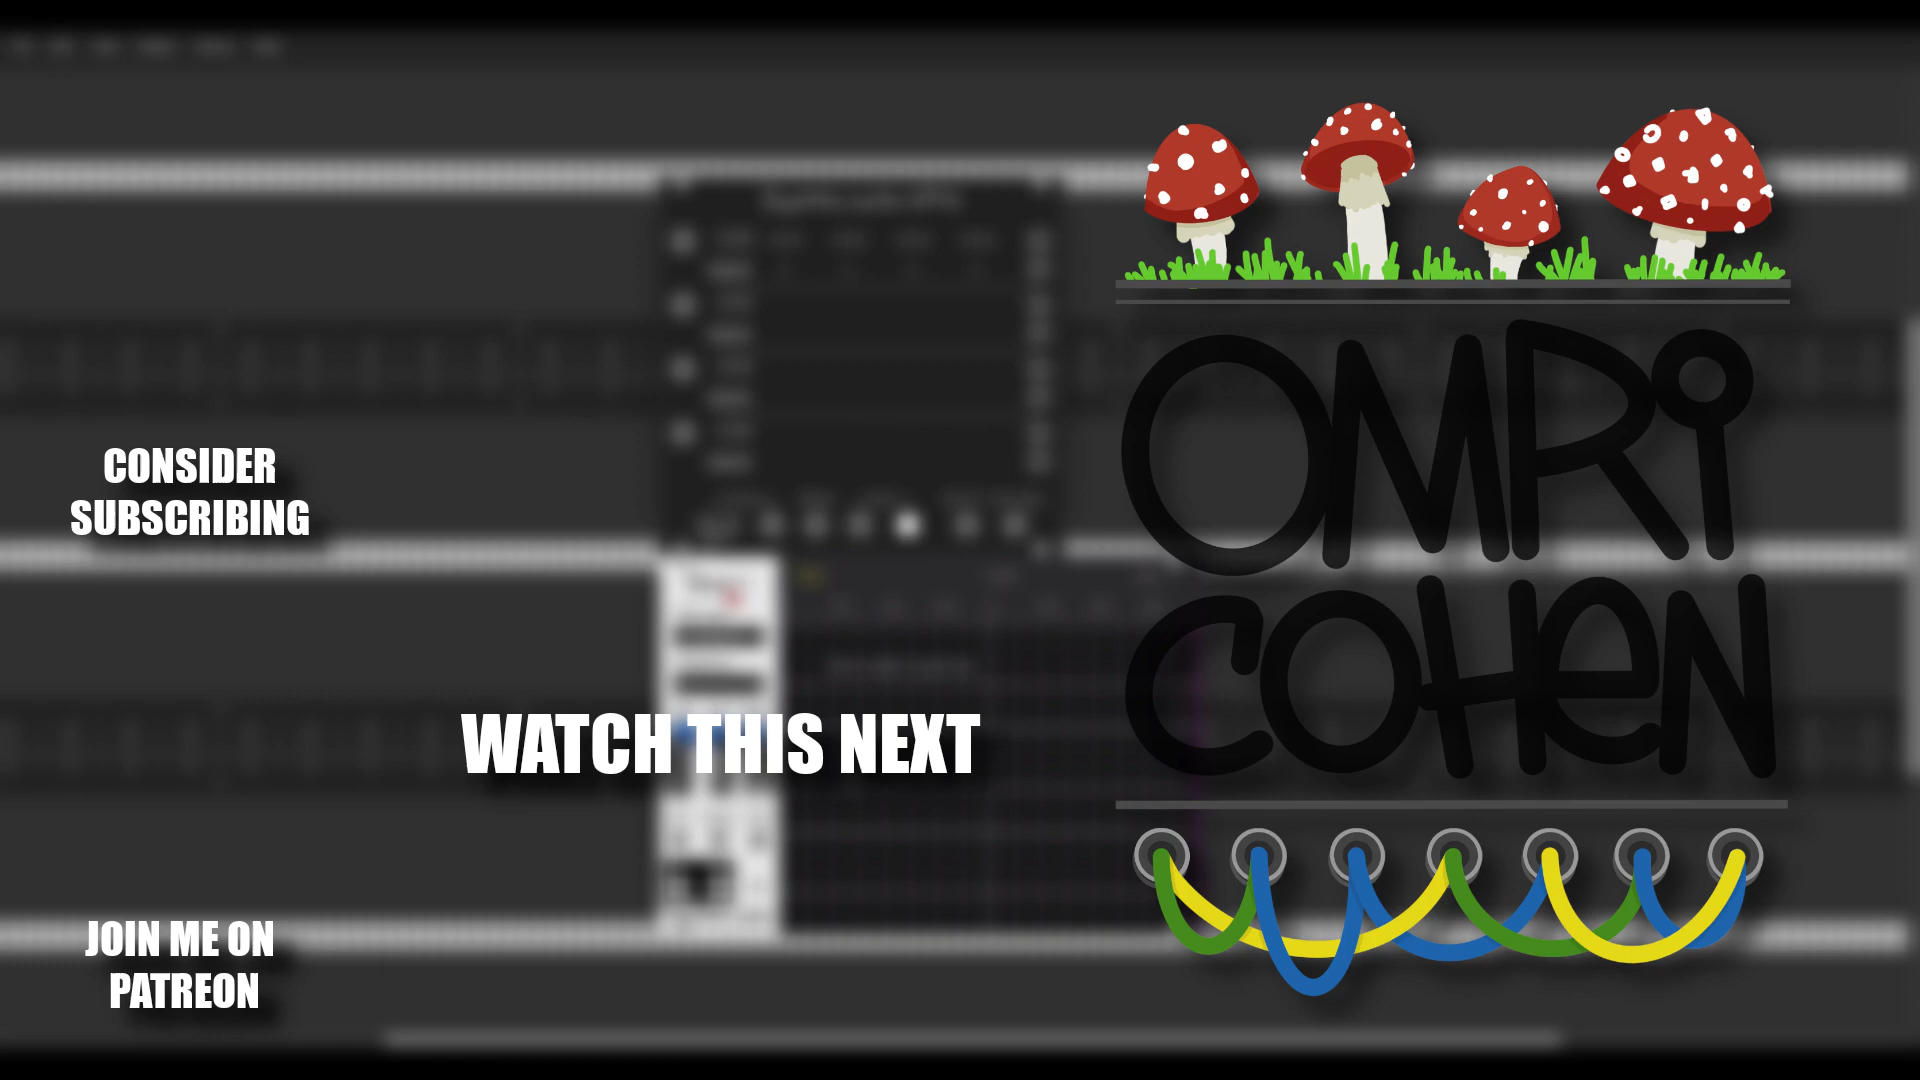 CONSIDER
SUBSCRIBING
WATCH THIS NEXT
JOIN ME ON
PATREON
OMRi
COHeN